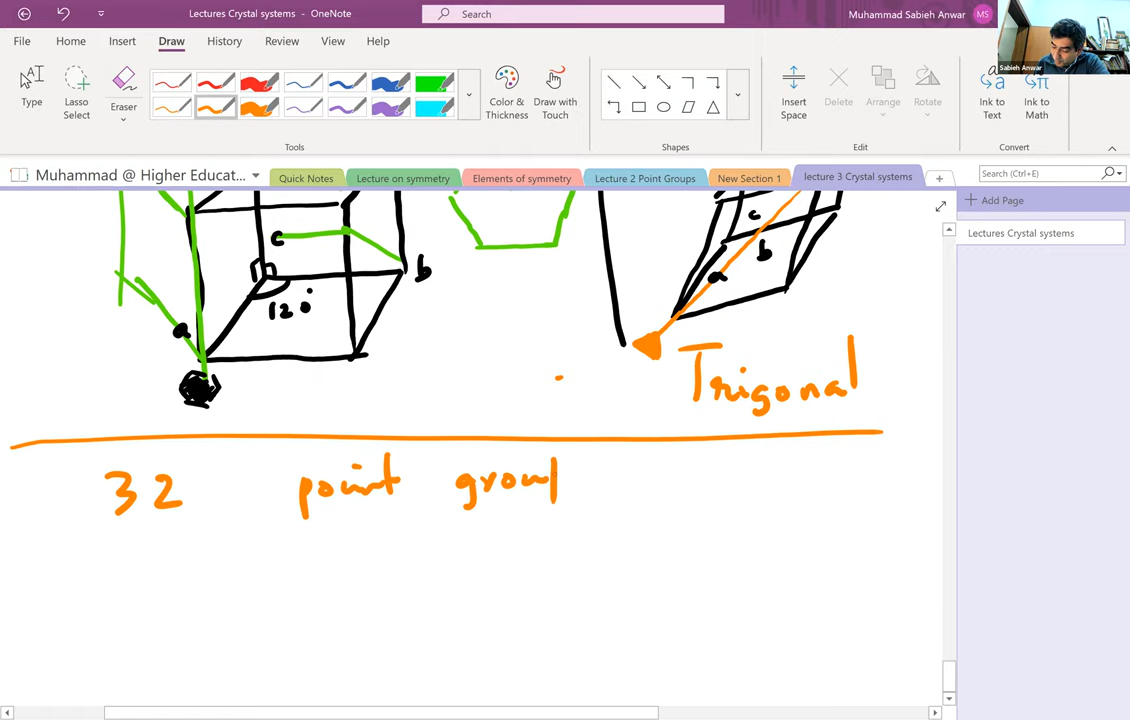 Lectures Crystal systems - OneNote
Search
Muhammad Sabieh Anwar
MS
Sabieh Anwar
File Home Insert Draw History Review View Help
Type
Lasso Select
Eraser
Color & Thickness
Draw with Touch
Insert Space
Delete
Arrange
Rotate
Ink to Text
Ink to Math
Tools
Shapes
Edit
Convert
Muhammad @ Higher Educat...
Quick Notes
Lecture on symmetry
Elements of symmetry
Lecture 2 Point Groups
New Section 1
lecture 3 Crystal systems
Search (Ctrl+E)
Add Page
Lectures Crystal systems
c
b
a
120°
c
b
a
Trigonal
32 point group